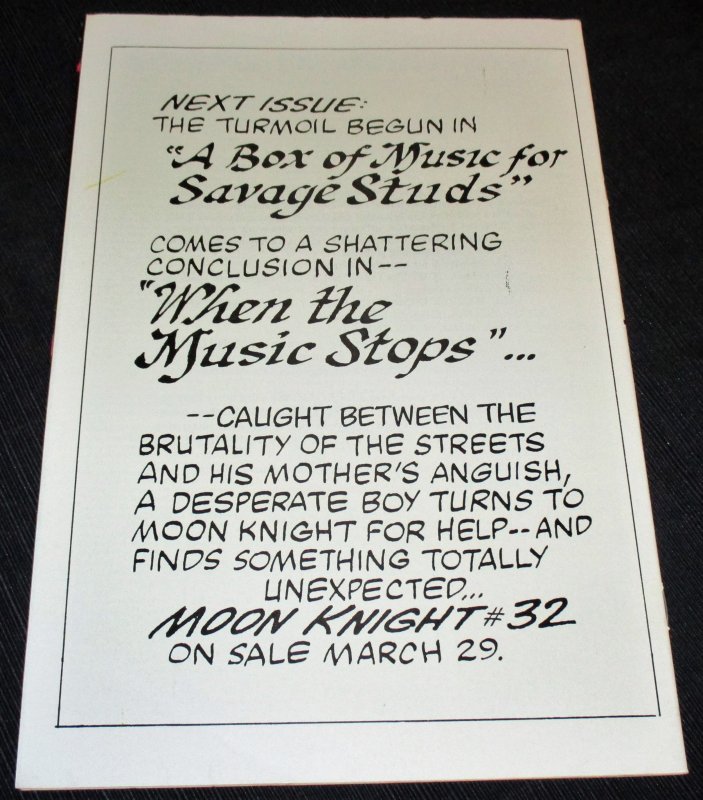 NEXT ISSUE:
THE TURMOIL BEGUN IN
"A Box of Music for
Savage Studs"
COMES TO A SHATTERING
CONCLUSION IN--
"When the
Music Stops"...
--CAUGHT BETWEEN THE
BRUTALITY OF THE STREETS
AND HIS MOTHER'S ANGUISH,
A DESPERATE BOY TURNS TO
MOON KNIGHT FOR HELP--AND
FINDS SOMETHING TOTALLY
UNEXPECTED...
MOON KNIGHT #32
ON SALE MARCH 29.